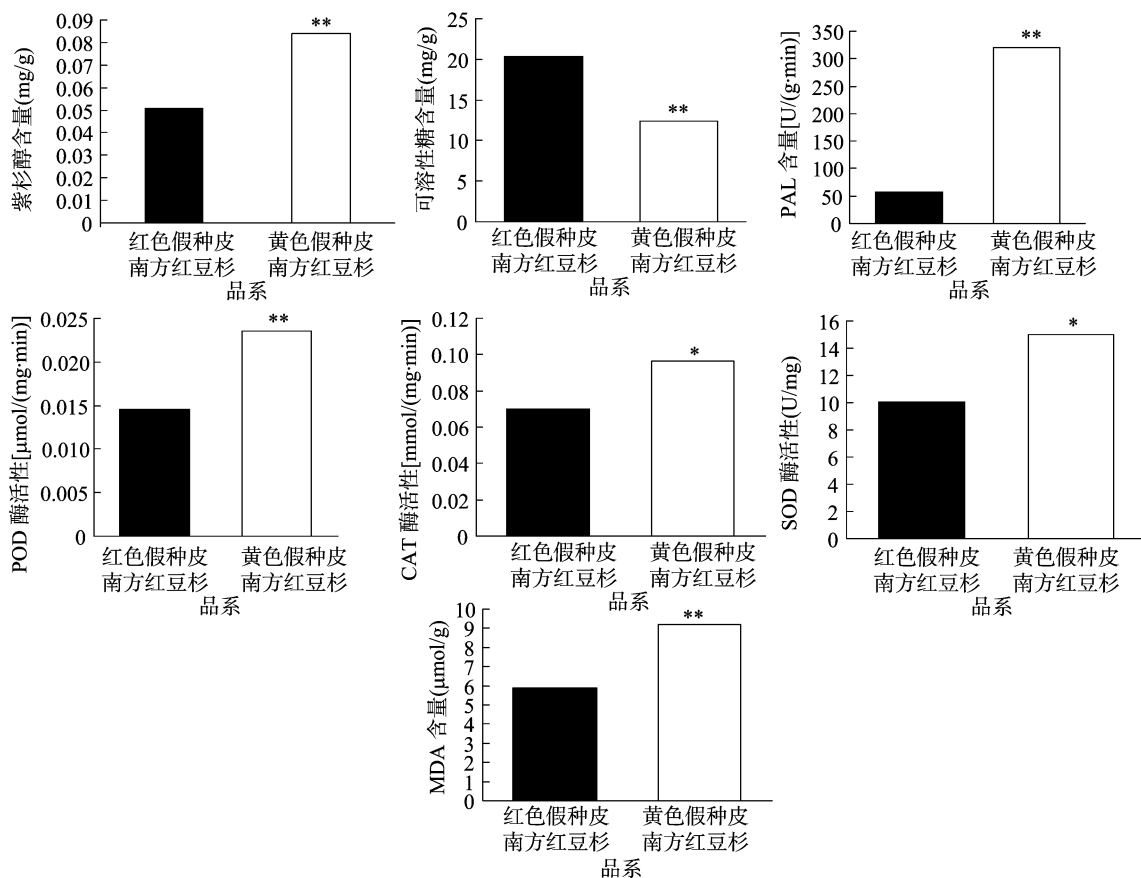 紫杉醇含量(mg/g)
0.09
0.08
0.07
0.06
0.05
0.04
0.03
0.02
0.01
0
**
红色假种皮 黄色假种皮
南方红豆杉 南方红豆杉
品系
可溶性糖含量(mg/g)
25
20
15
10
5
0
**
红色假种皮 黄色假种皮
南方红豆杉 南方红豆杉
品系
PAL 含量[U/(g·min)]
350
300
250
200
150
100
50
0
**
红色假种皮 黄色假种皮
南方红豆杉 南方红豆杉
品系
POD 酶活性[μmol/(mg·min)]
0.025
0.020
0.015
0.010
0.005
0
**
红色假种皮 黄色假种皮
南方红豆杉 南方红豆杉
品系
CAT 酶活性[mmol/(mg·min)]
0.12
0.10
0.08
0.06
0.04
0.02
0
*
红色假种皮 黄色假种皮
南方红豆杉 南方红豆杉
品系
SOD 酶活性(U/mg)
16
14
12
10
8
6
4
2
0
*
红色假种皮 黄色假种皮
南方红豆杉 南方红豆杉
品系
MDA 含量(μmol/g)
10
9
8
7
6
5
4
3
2
1
0
**
红色假种皮 黄色假种皮
南方红豆杉 南方红豆杉
品系